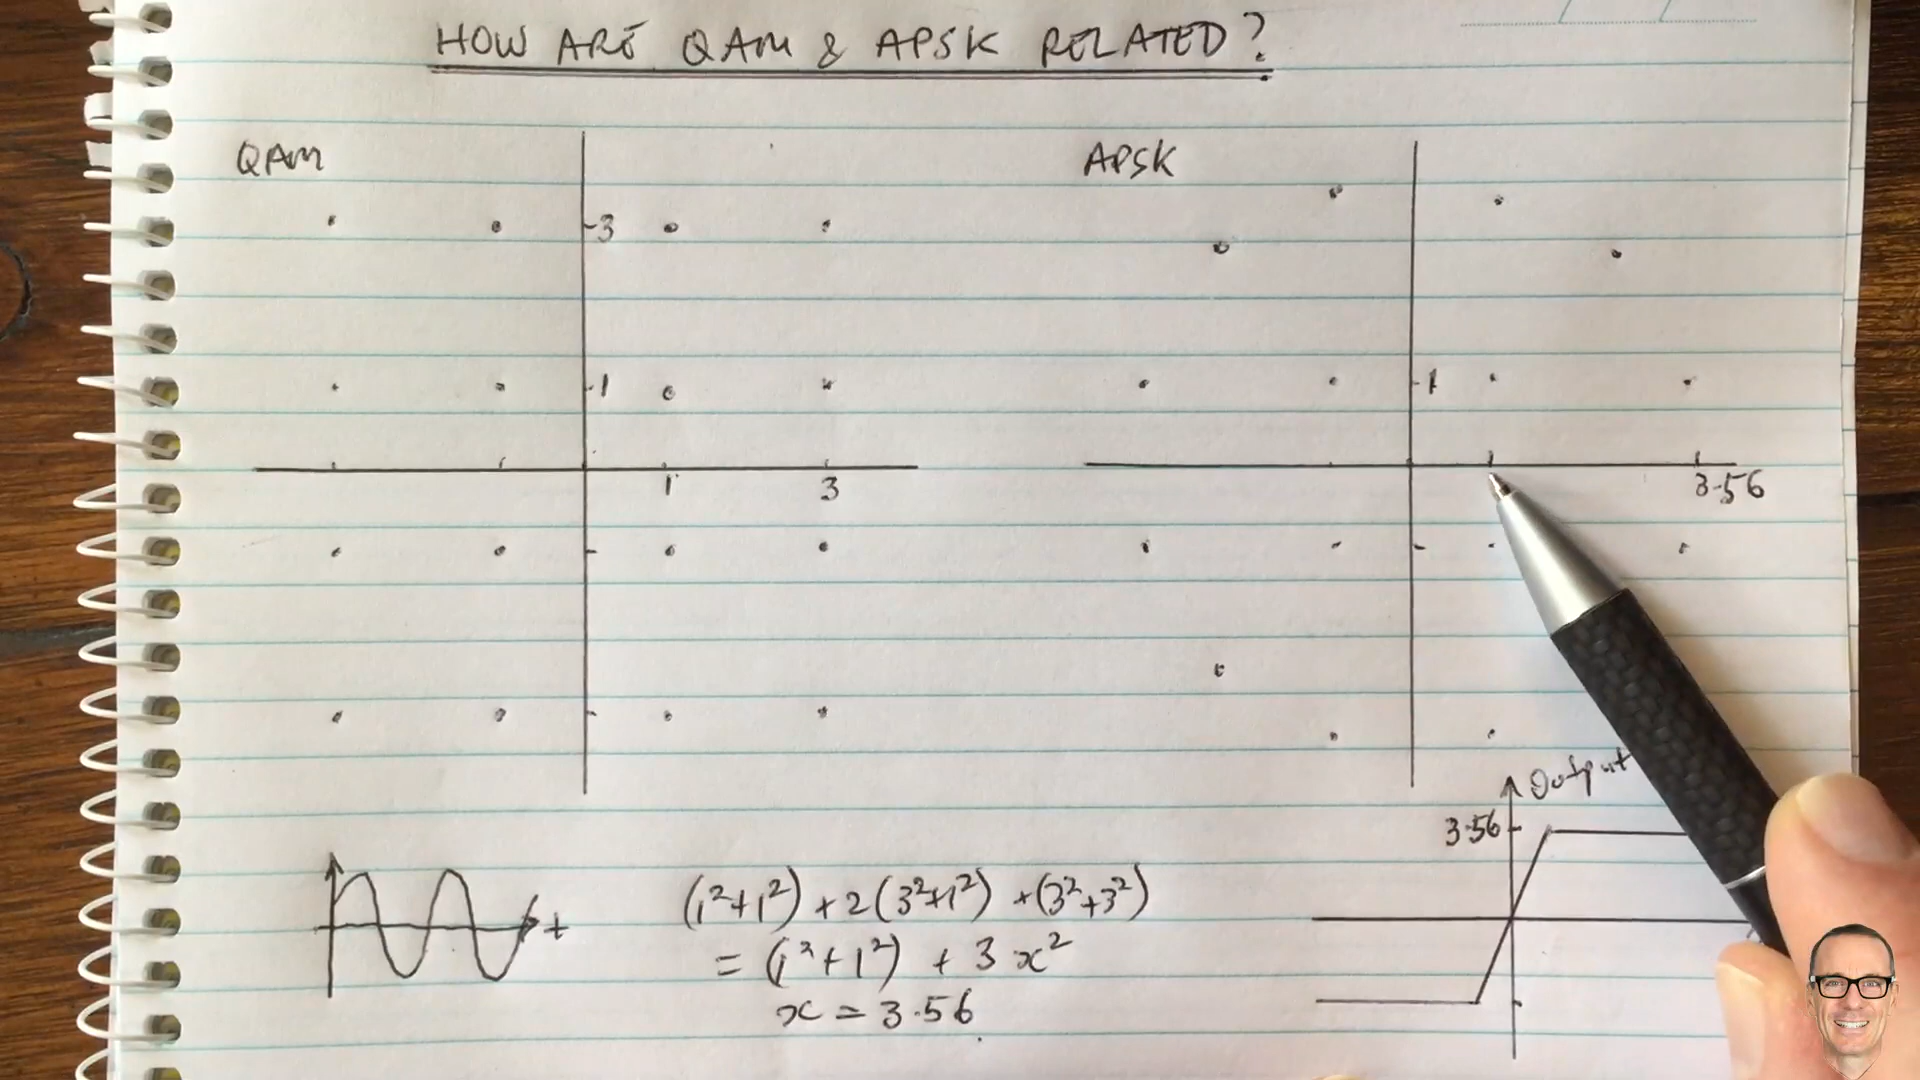 HOW ARE QAM & APSK RELATED?
QAM
APSK
3
1
1
1
3
3.56
Output
3.56
t
(1²+1²) + 2(3²+1²) + (3²+3²)
= (1²+1²) + 3x²
x = 3.56